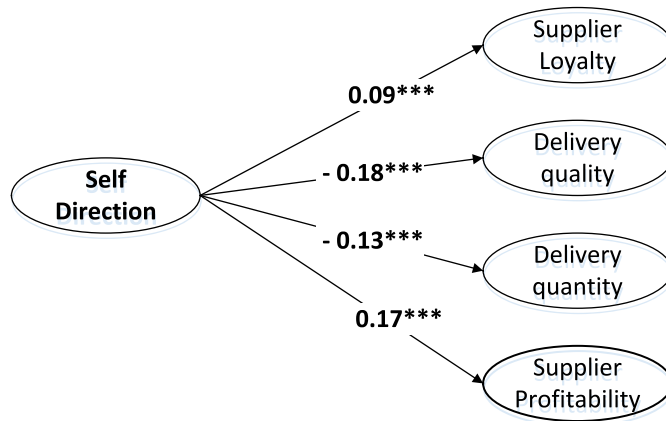 Supplier
Loyalty
0.09***
Delivery
quality
- 0.18***
Self
Direction
- 0.13***
Delivery
quantity
0.17***
Supplier
Profitability